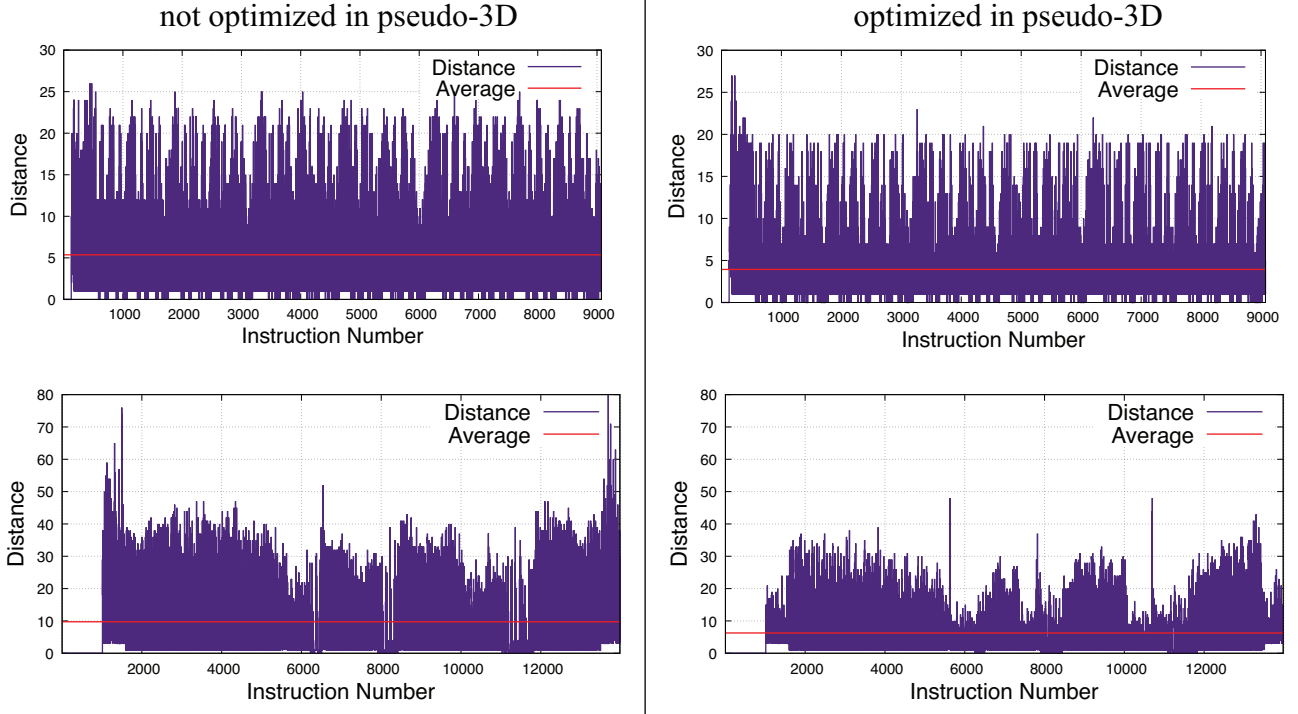 not optimized in pseudo-3D
30
25
20
15
10
5
0
Distance
Distance
Average
1000 2000 3000 4000 5000 6000 7000 8000 9000
Instruction Number
80
70
60
50
40
30
20
10
0
Distance
Distance
Average
2000 4000 6000 8000 10000 12000
Instruction Number
optimized in pseudo-3D
30
25
20
15
10
5
0
Distance
Distance
Average
1000 2000 3000 4000 5000 6000 7000 8000 9000
Instruction Number
80
70
60
50
40
30
20
10
0
Distance
Distance
Average
2000 4000 6000 8000 10000 12000
Instruction Number